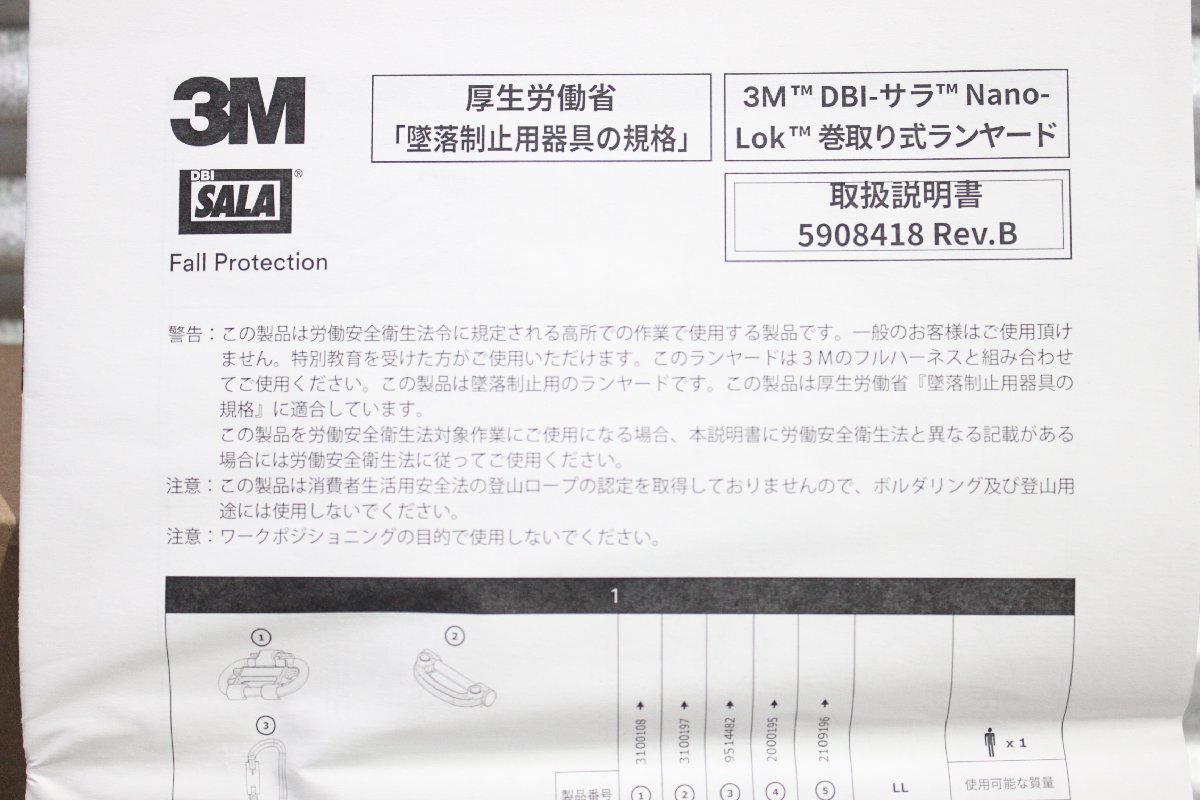 3M
DBI
SALA®
Fall Protection
厚生労働省
「墜落制止用器具の規格」
3M™ DBI-サラ™ Nano-
Lok™ 巻取り式ランヤード
取扱説明書
5908418 Rev.B
警告：この製品は労働安全衛生法令に規定される高所での作業で使用する製品です。一般のお客様はご使用頂け
ません。特別教育を受けた方がご使用いただけます。このランヤードは３Ｍのフルハーネスと組み合わせ
てご使用ください。この製品は墜落制止用のランヤードです。この製品は厚生労働省『墜落制止用器具の
規格』に適合しています。
この製品を労働安全衛生法対象作業にご使用になる場合、本説明書に労働安全衛生法と異なる記載がある
場合には労働安全衛生法に従ってご使用ください。
注意：この製品は消費者生活用安全法の登山ロープの認定を取得しておりませんので、ボルダリング及び登山用
途には使用しないでください。
注意：ワークポジショニングの目的で使用しないでください。
1
① ②
③
3100108 3100197 9514482 2000195 2109196
x 1
製品番号 ① ② ③ ④ ⑤ LL 使用可能な質量